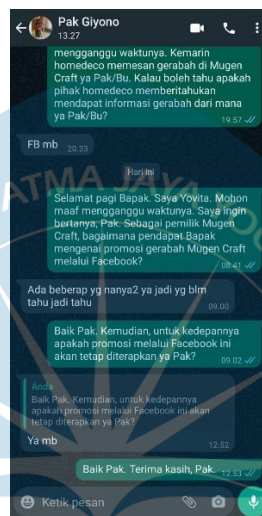 Pak Giyono
13.27
mengganggu waktunya. Kemarin
homedeco memesan gerabah di Mugen
Craft ya Pak/Bu. Kalau boleh tahu apakah
pihak homedeco memberitahukan
mendapat informasi gerabah dari mana
ya Pak/Bu?
19.57
FB mb 20.33
Hari Ini
ATMA JAYA YO
Selamat pagi Bapak. Saya Yovita. Mohon
maaf mengganggu waktunya. Saya ingin
bertanya, Pak. Sebagai pemilik Mugen
Craft, bagaimana pendapat Bapak
mengenai promosi gerabah Mugen Craft
melalui Facebook?
08.41
Ada beberap yg nanya2 ya jadi yg blm
tahu jadi tahu
09.00
Baik Pak. Kemudian, untuk kedepannya
apakah promosi melalui Facebook ini
akan tetap diterapkan ya Pak?
09.02
Anda
Baik Pak. Kemudian, untuk kedepannya
apakah promosi melalui Facebook ini akan
tetap diterapkan ya Pak?
Ya mb
12.52
Baik Pak. Terima kasih, Pak. 12.53
Ketik pesan